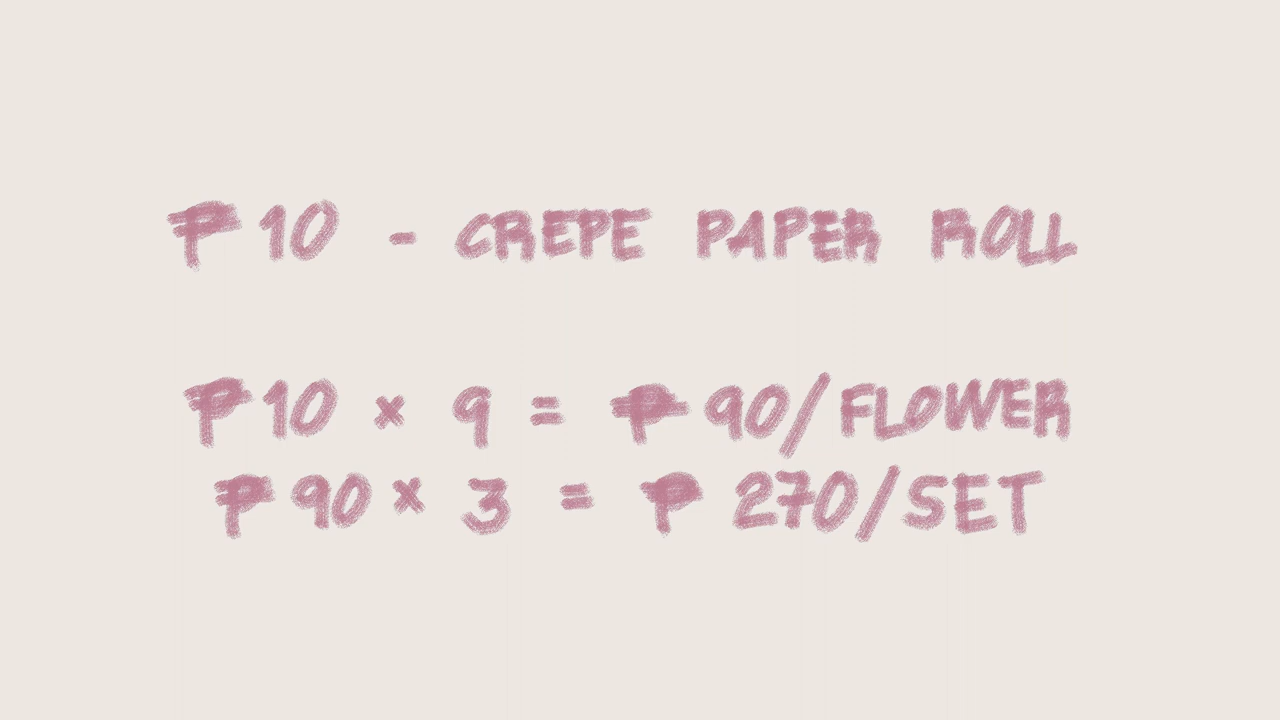 ₱10 - CREPE PAPER ROLL
₱10 x 9 = ₱90/FLOWER
₱90 x 3 = ₱270/SET